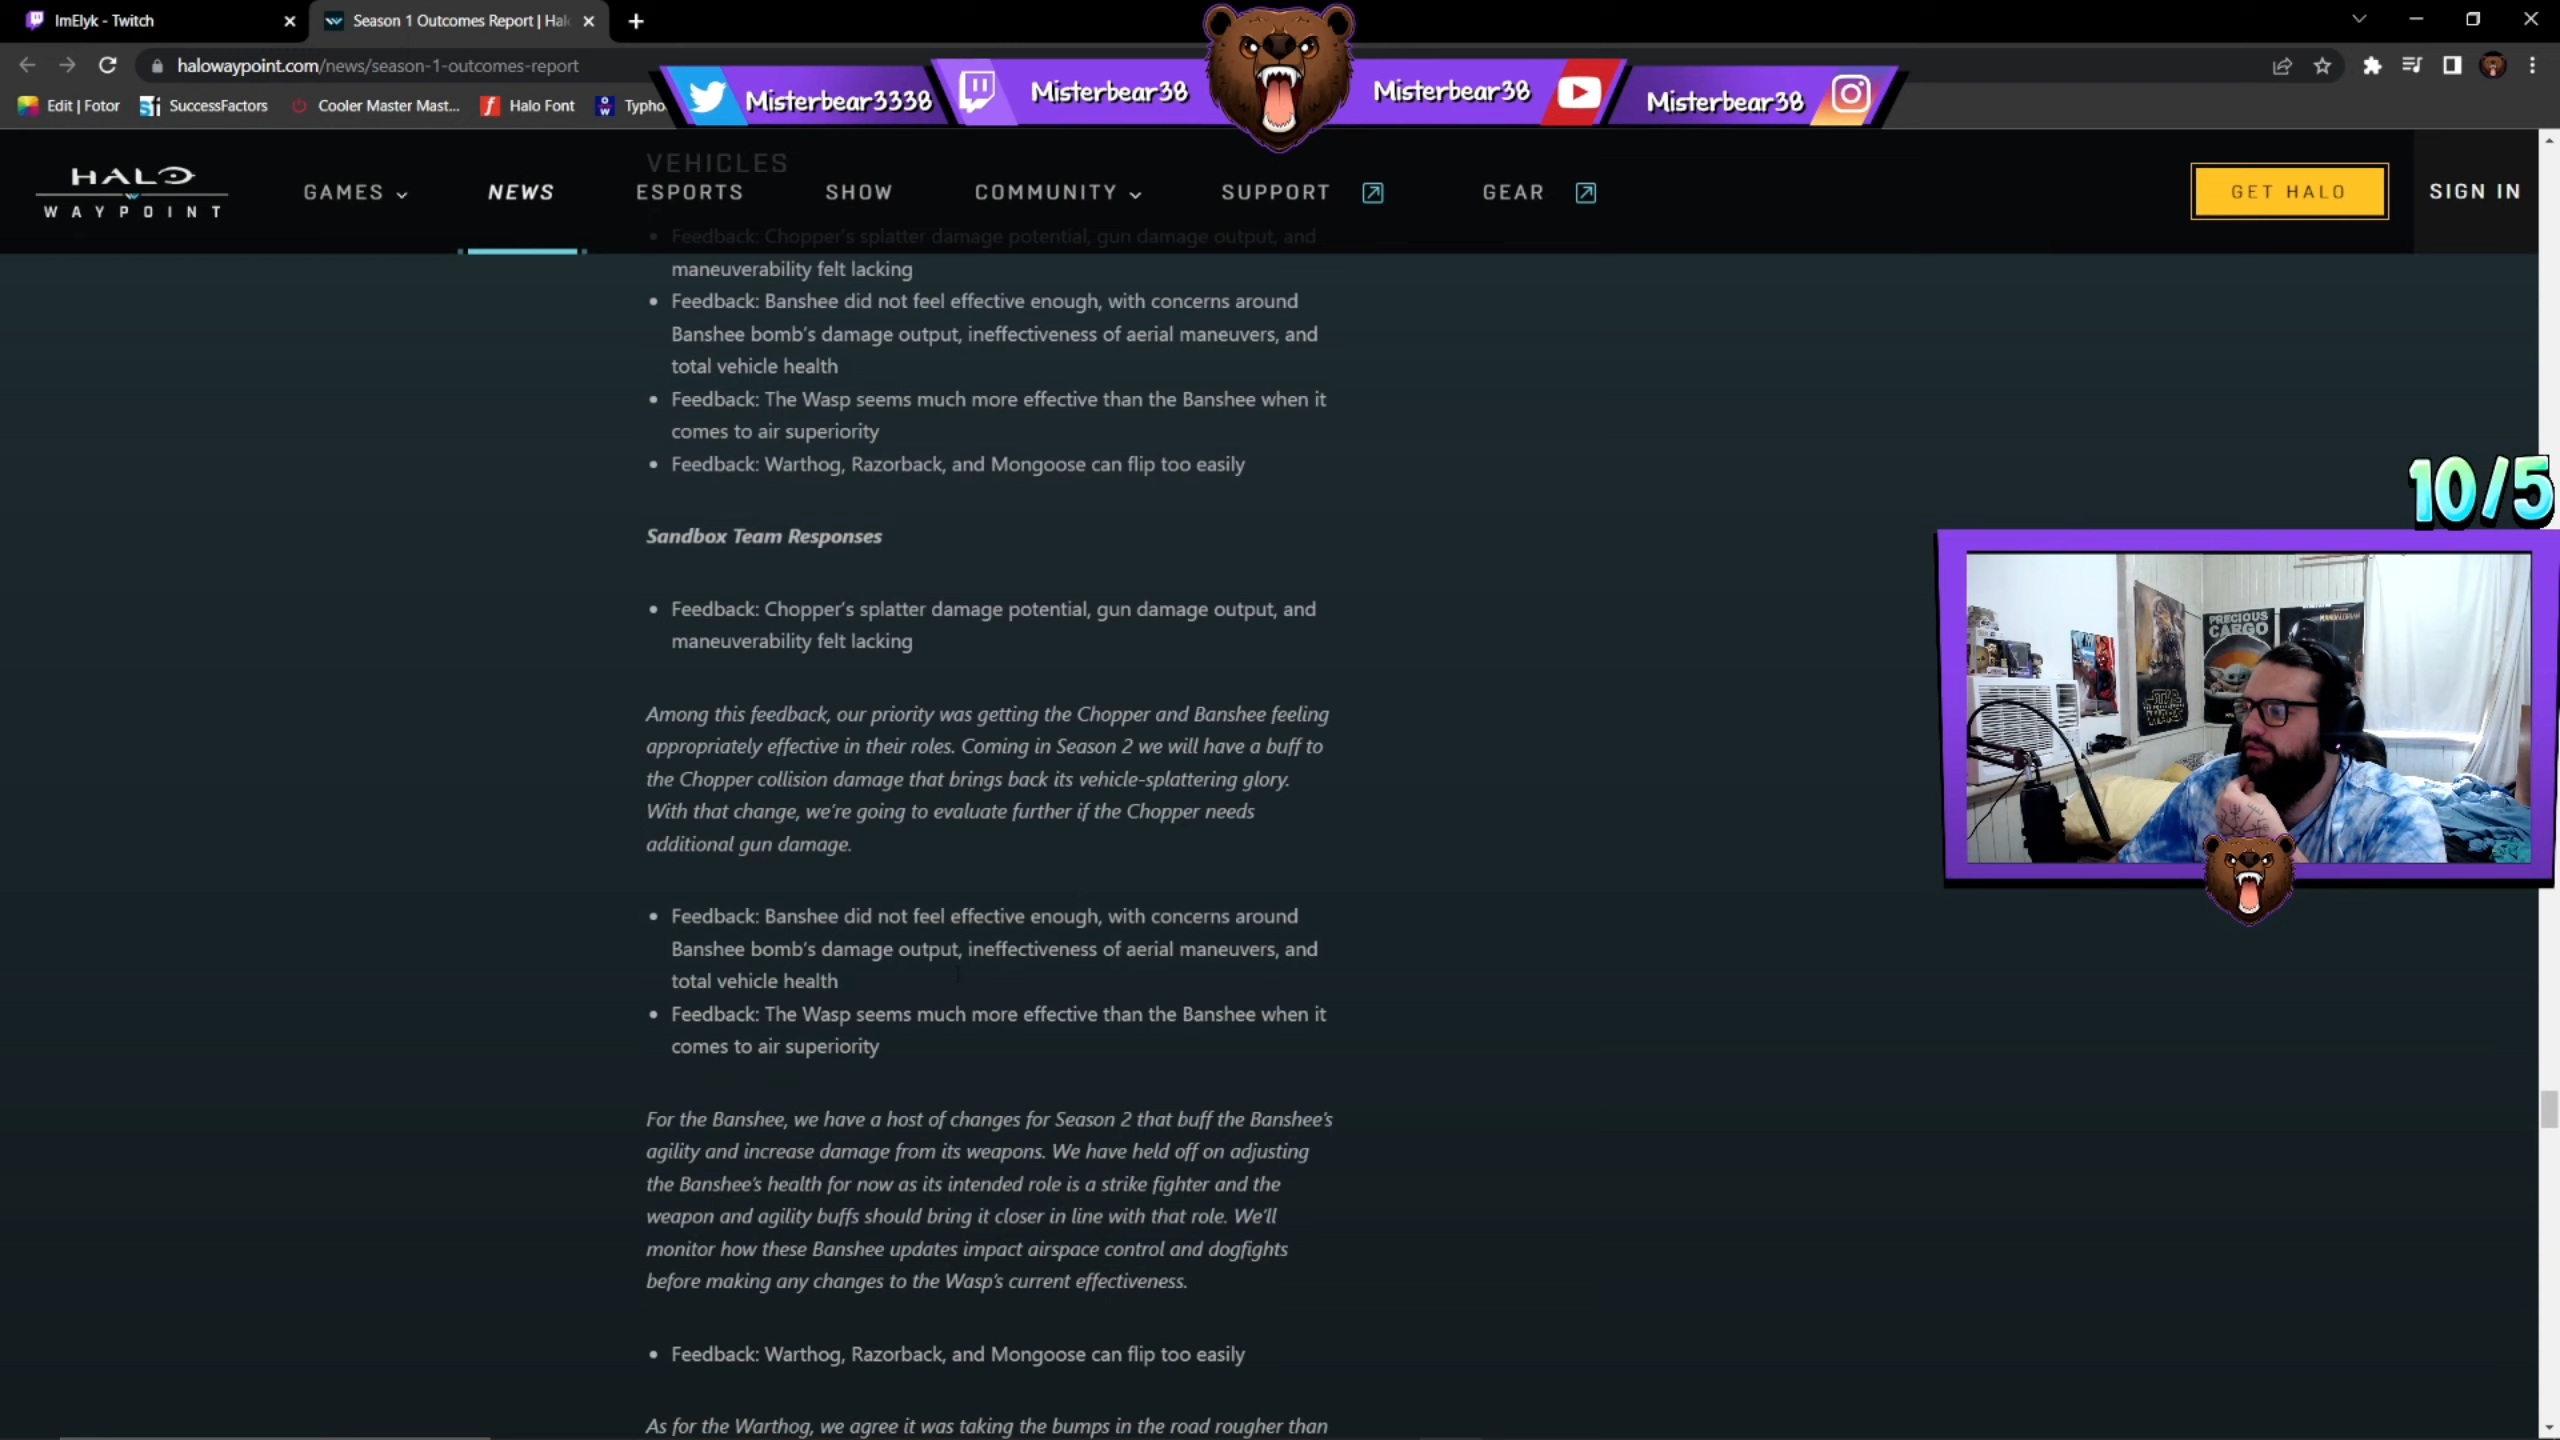 ImElyk - Twitch
Season 1 Outcomes Report | Hal
halowaypoint.com/news/season-1-outcomes-report
Edit | Fotor
SuccessFactors
Cooler Master Mast...
Halo Font
Typho
Misterbear3338
Misterbear38
Misterbear38
Misterbear38
HALO
WAYPOINT
GAMES
NEWS
ESPORTS
SHOW
COMMUNITY
SUPPORT
GEAR
GET HALO
SIGN IN
VEHICLES
• Feedback: Chopper's splatter damage potential, gun damage output, and
maneuverability felt lacking
• Feedback: Banshee did not feel effective enough, with concerns around
Banshee bomb's damage output, ineffectiveness of aerial maneuvers, and
total vehicle health
• Feedback: The Wasp seems much more effective than the Banshee when it
comes to air superiority
• Feedback: Warthog, Razorback, and Mongoose can flip too easily
Sandbox Team Responses
• Feedback: Chopper's splatter damage potential, gun damage output, and
maneuverability felt lacking
Among this feedback, our priority was getting the Chopper and Banshee feeling
appropriately effective in their roles. Coming in Season 2 we will have a buff to
the Chopper collision damage that brings back its vehicle-splattering glory.
With that change, we're going to evaluate further if the Chopper needs
additional gun damage.
• Feedback: Banshee did not feel effective enough, with concerns around
Banshee bomb's damage output, ineffectiveness of aerial maneuvers, and
total vehicle health
• Feedback: The Wasp seems much more effective than the Banshee when it
comes to air superiority
For the Banshee, we have a host of changes for Season 2 that buff the Banshee's
agility and increase damage from its weapons. We have held off on adjusting
the Banshee's health for now as its intended role is a strike fighter and the
weapon and agility buffs should bring it closer in line with that role. We'll
monitor how these Banshee updates impact airspace control and dogfights
before making any changes to the Wasp's current effectiveness.
• Feedback: Warthog, Razorback, and Mongoose can flip too easily
As for the Warthog, we agree it was taking the bumps in the road rougher than
10/5
PRECIOUS
CARGO
MANDALORIAN
STAR
WARS